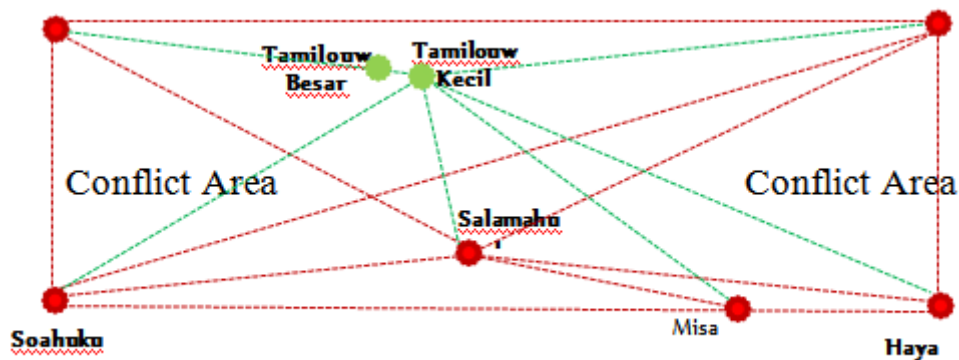 Tamilouw
Besar
Tamilouw
Kecil
Conflict Area
Conflict Area
Salamahu
Misa
Soahuku
Haya